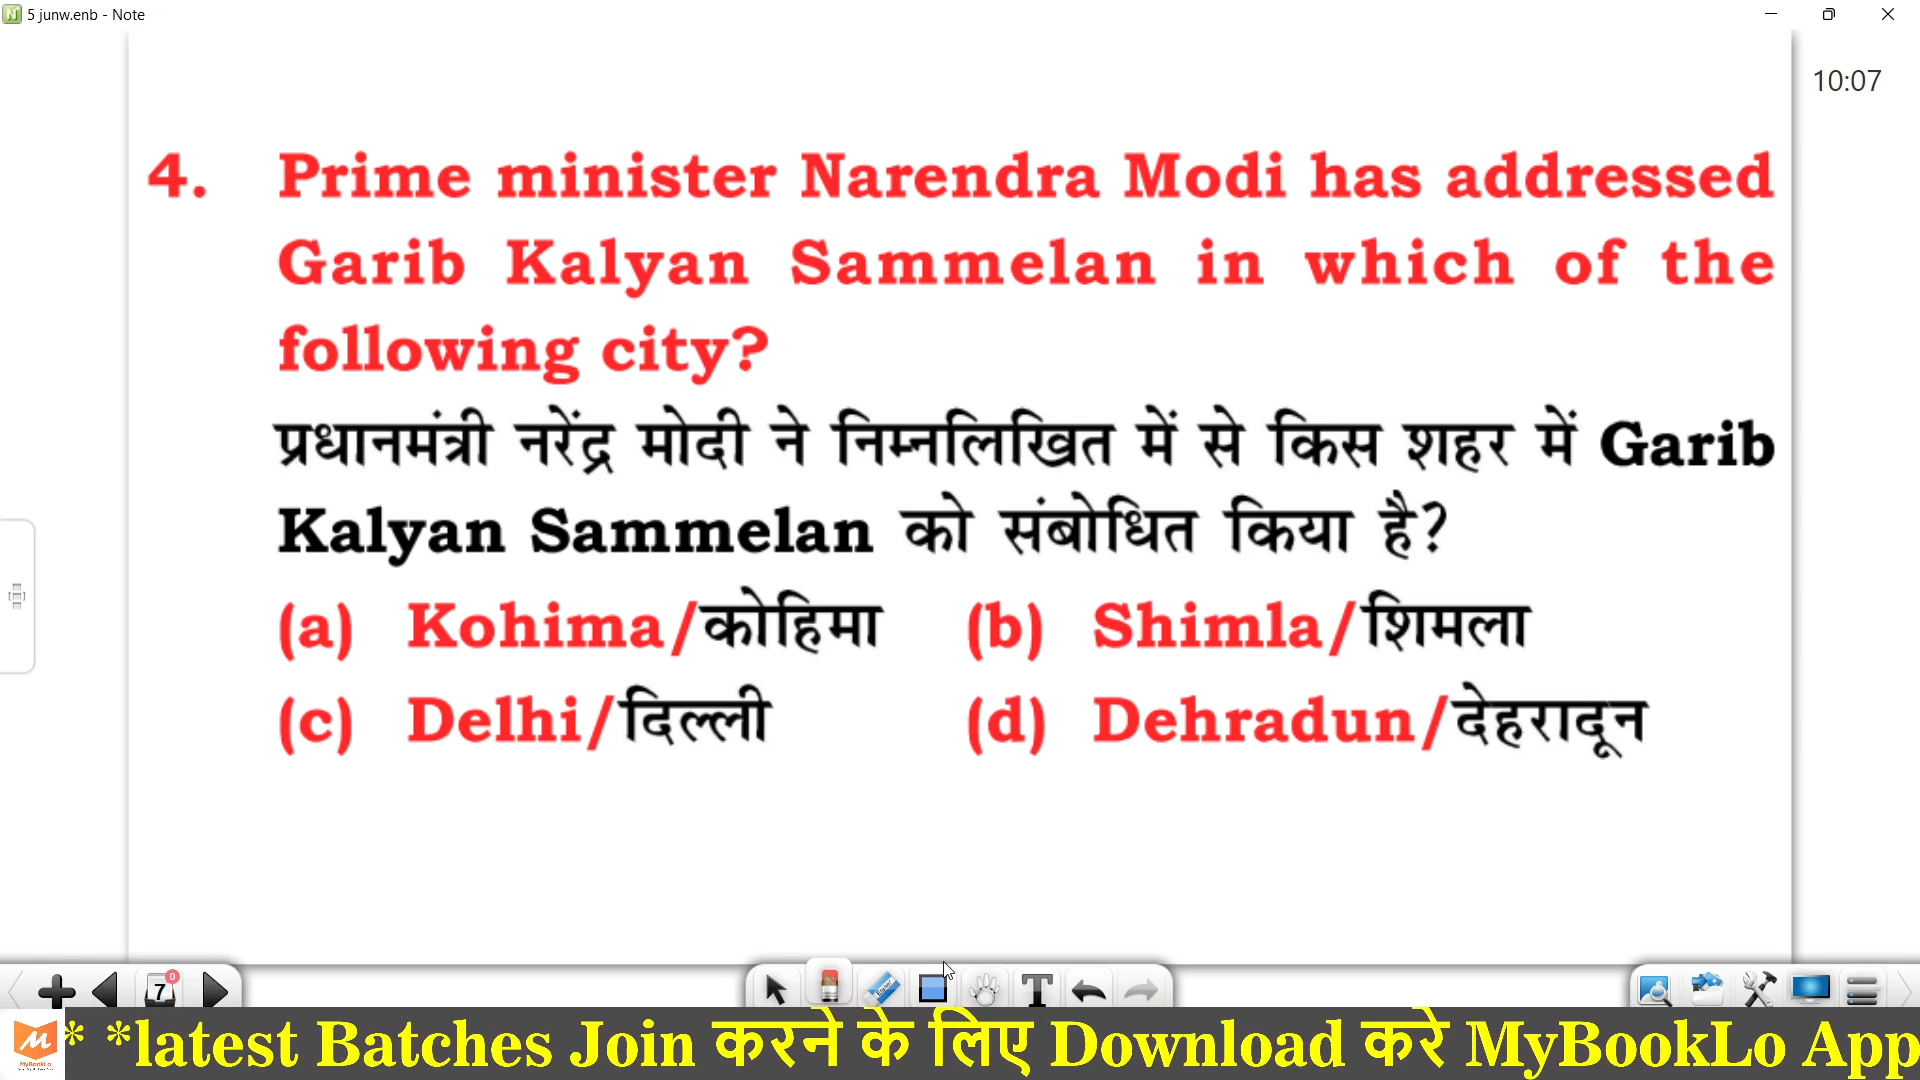 5 junw.enb - Note
10:07
4. Prime minister Narendra Modi has addressed
Garib Kalyan Sammelan in which of the
following city?
प्रधानमंत्री नरेंद्र मोदी ने निम्नलिखित में से किस शहर में Garib
Kalyan Sammelan को संबोधित किया है?
(a) Kohima/कोहिमा (b) Shimla/शिमला
(c) Delhi/दिल्ली (d) Dehradun/देहरादून
7 0
T
* *latest Batches Join करने के लिए Download करे MyBookLo App